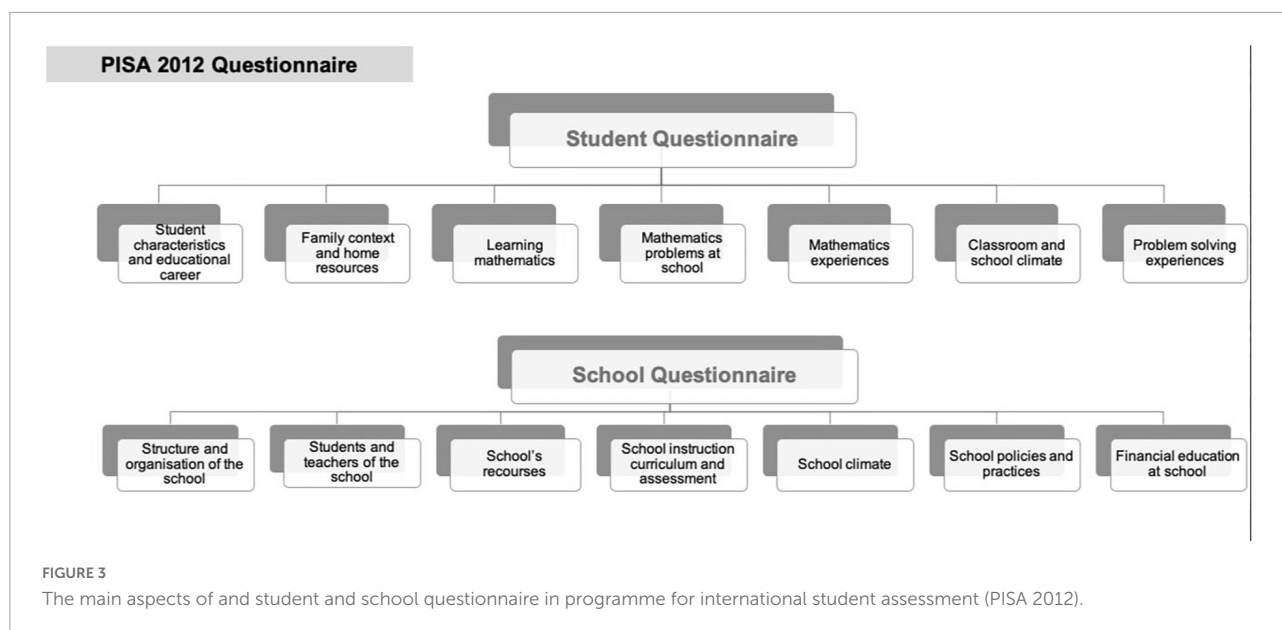 PISA 2012 Questionnaire
Student Questionnaire
Student
characteristics
and educational
career
Family context
and home
resources
Learning
mathematics
Mathematics
problems at
school
Mathematics
experiences
Classroom and
school climate
Problem solving
experiences
School Questionnaire
Structure and
organisation of the
school
Students and
teachers of the
school
School's
recourses
School instruction
curriculum and
assessment
School climate
School policies and
practices
Financial education
at school
FIGURE 3
The main aspects of and student and school questionnaire in programme for international student assessment (PISA 2012).